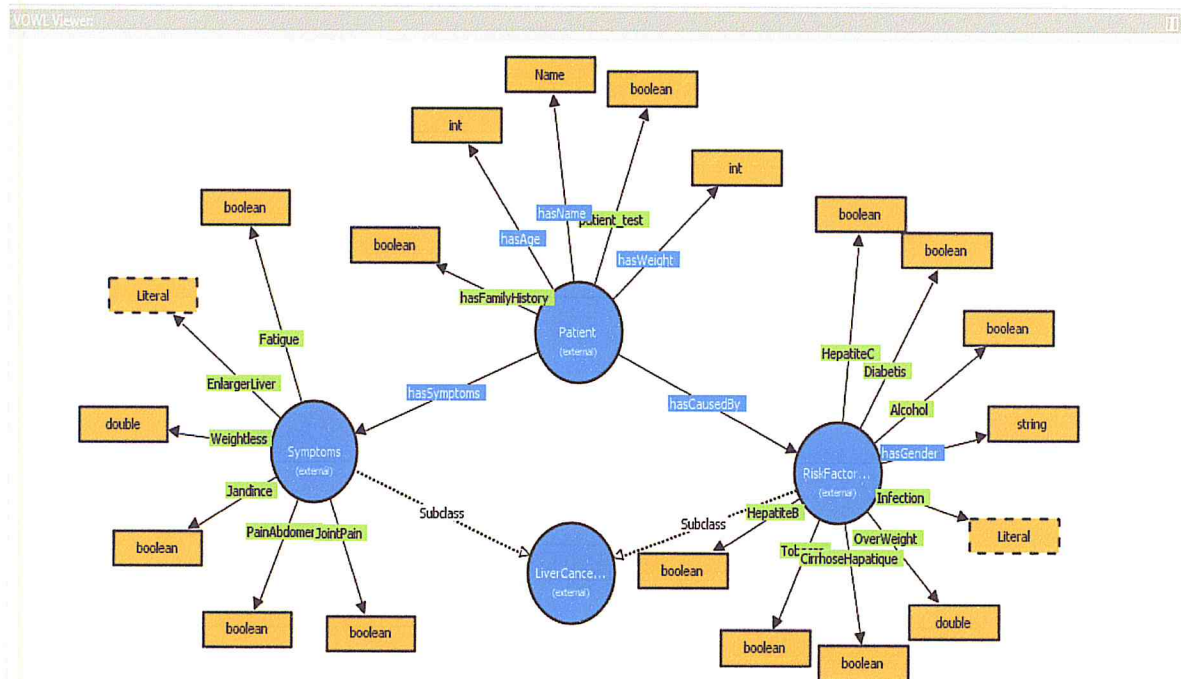 VOWL Viewer:
Name
boolean
int
int
boolean
boolean
hasName
patient_test
hasAge
boolean
hasWeight
boolean
Literal
hasFamilyHistory
Patient
(external)
boolean
Fatigue
HepatiteC
Diabetis
EnlargerLiver
hasSymptoms
hasCausedBy
Alcohol
double
Weightless
string
Symptoms
(external)
hasGender
RiskFactor...
(external)
Jandince
Infection
Subclass
Subclass
HepatiteB
PainAbdomen
JointPain
OverWeight
Literal
boolean
CirrhoseHapatique
LiverCance...
(external)
boolean
double
boolean
boolean
boolean
boolean